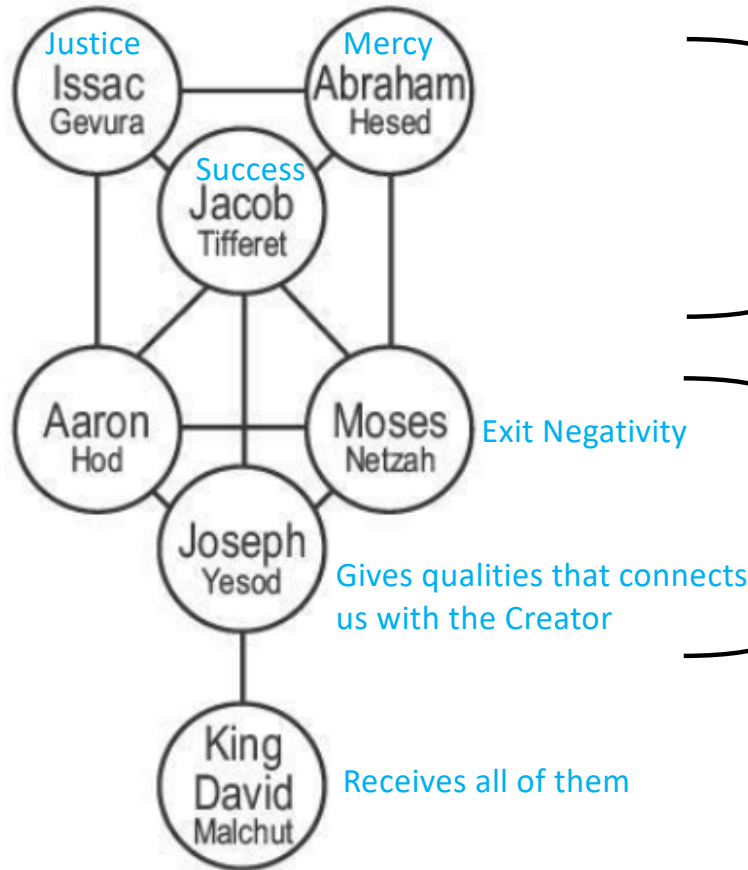 Justice
Issac
Gevura
Mercy
Abraham
Hesed
Success
Jacob
Tifferet
Aaron
Hod
Moses
Netzah
Exit Negativity
Joseph
Yesod
Gives qualities that connects
us with the Creator
King
David
Malchut
Receives all of them